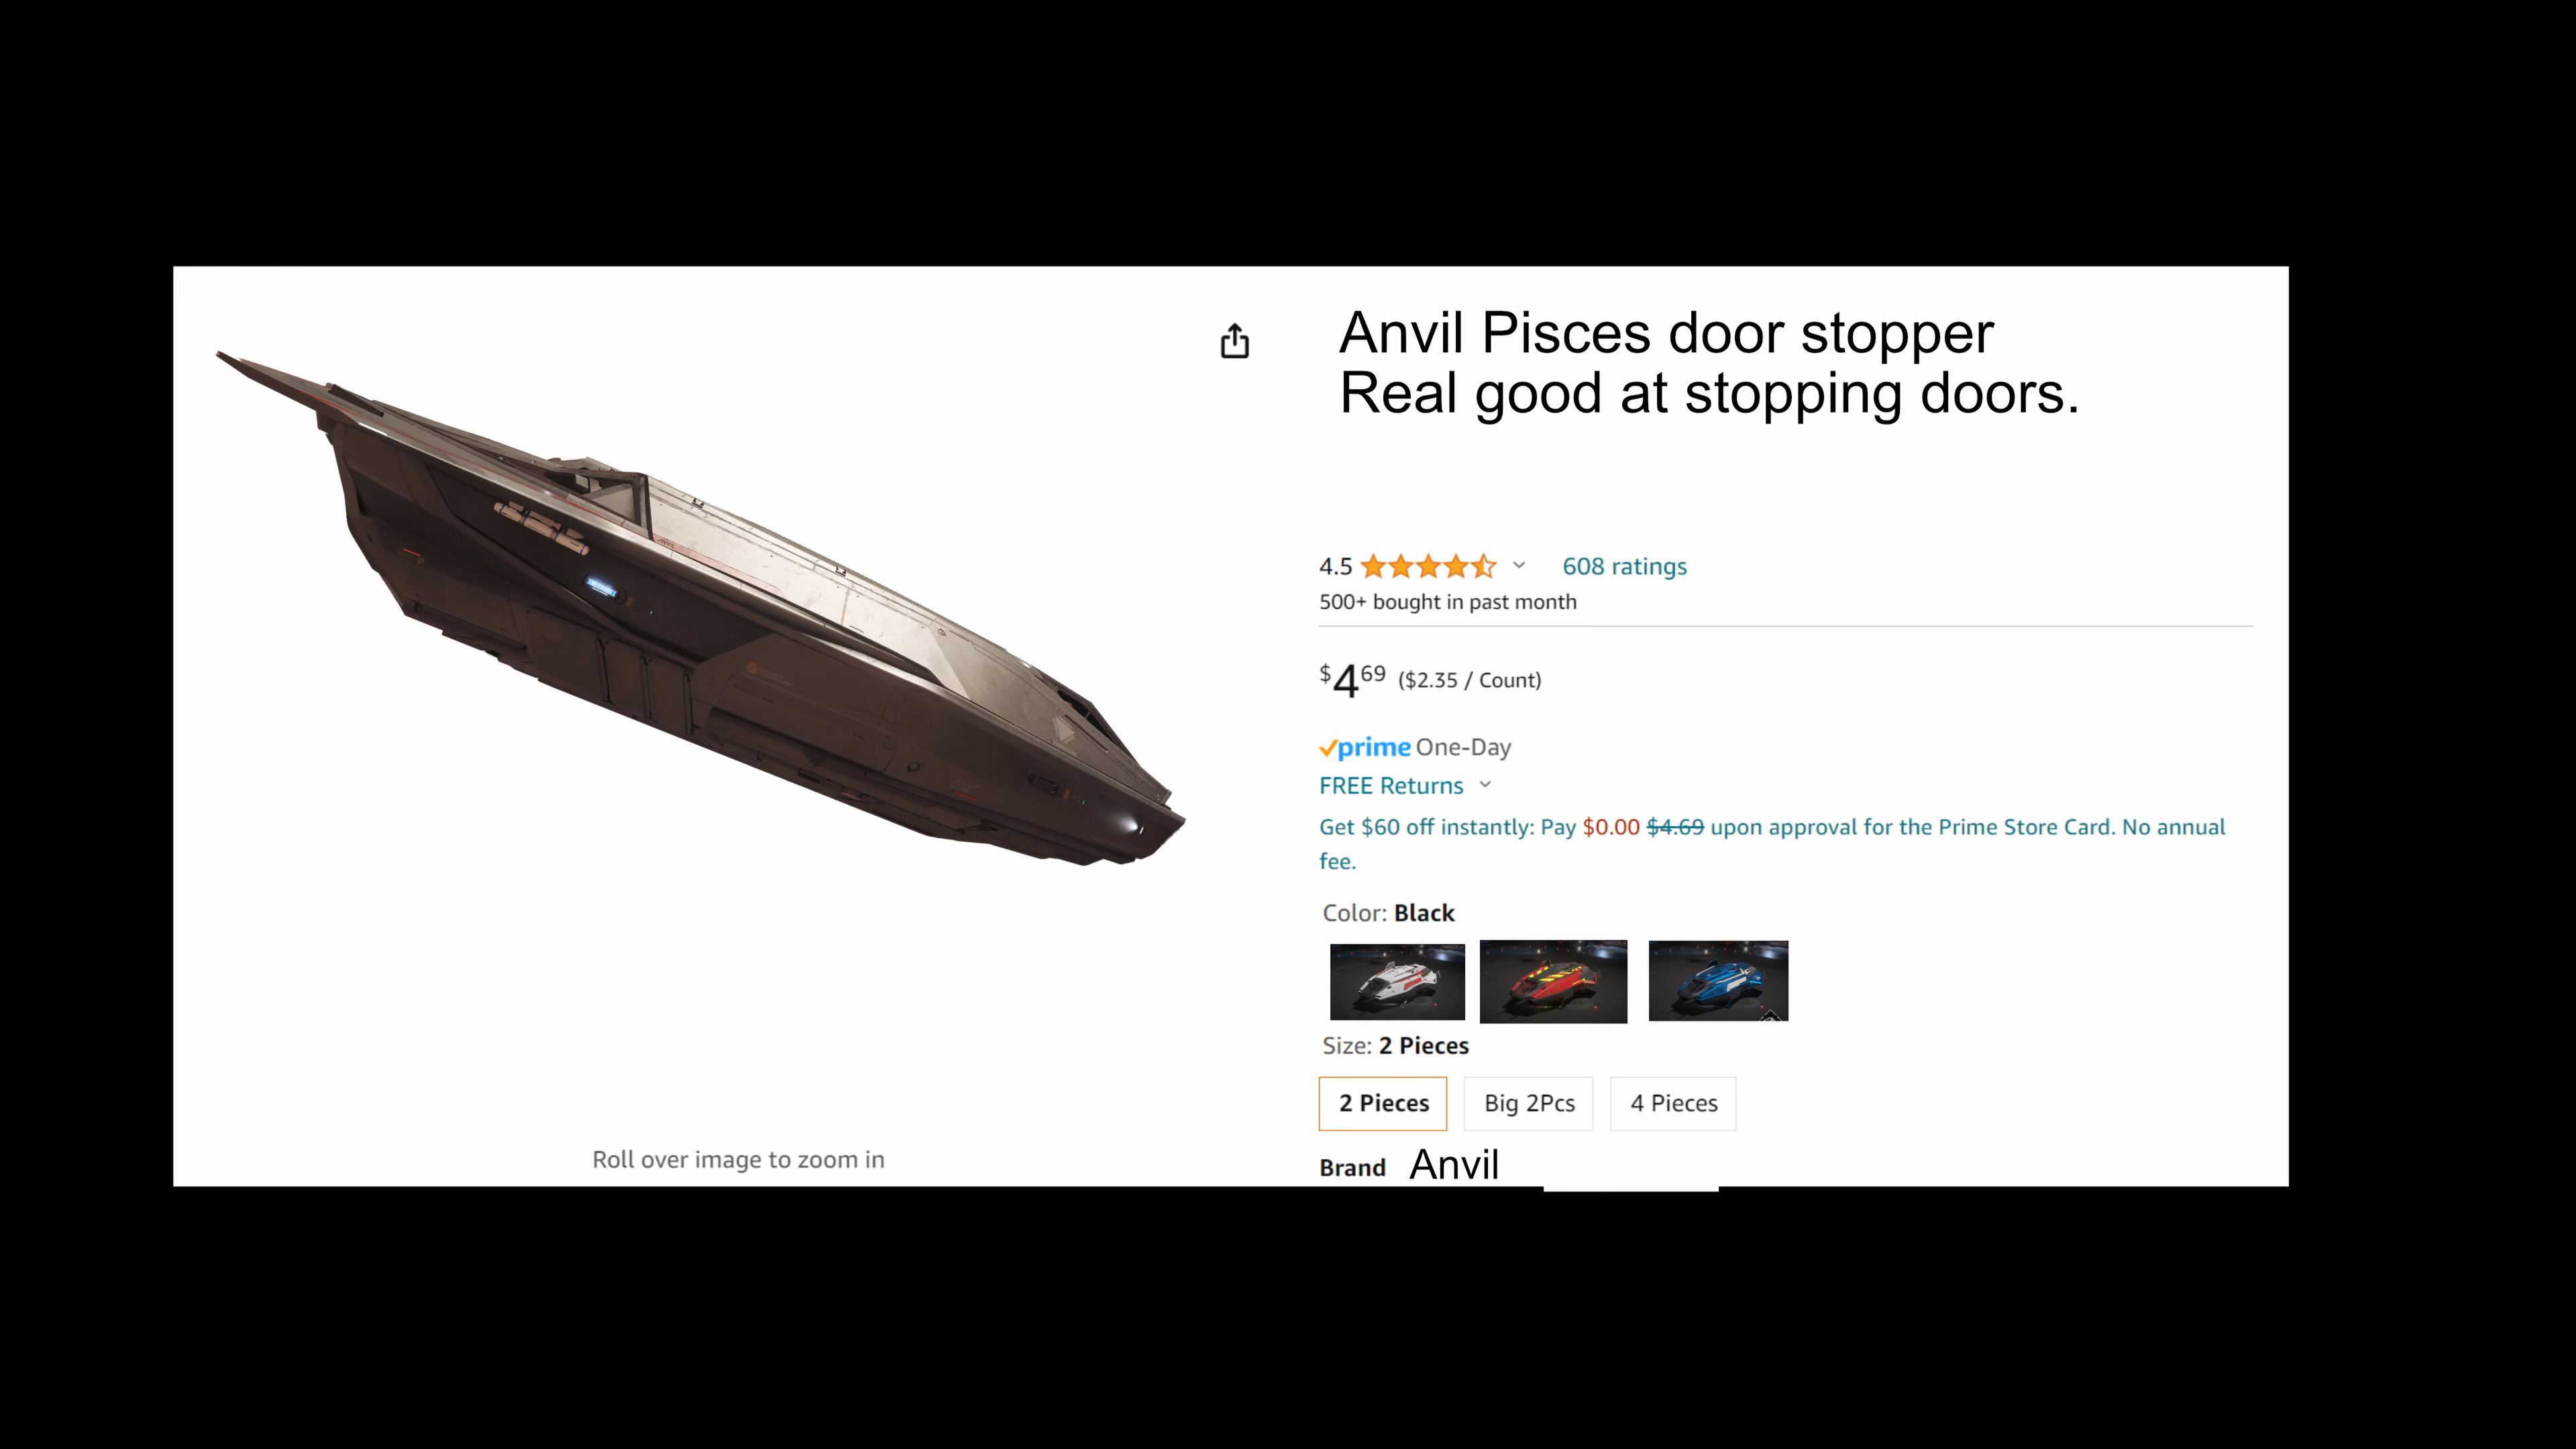 Anvil Pisces door stopper
Real good at stopping doors.
4.5
608 ratings
500+ bought in past month
$4 69 ($2.35 / Count)
prime One-Day
FREE Returns
Get $60 off instantly: Pay $0.00 $4.69 upon approval for the Prime Store Card. No annual
fee.
Color: Black
Size: 2 Pieces
2 Pieces
Big 2Pcs
4 Pieces
Roll over image to zoom in
Brand Anvil